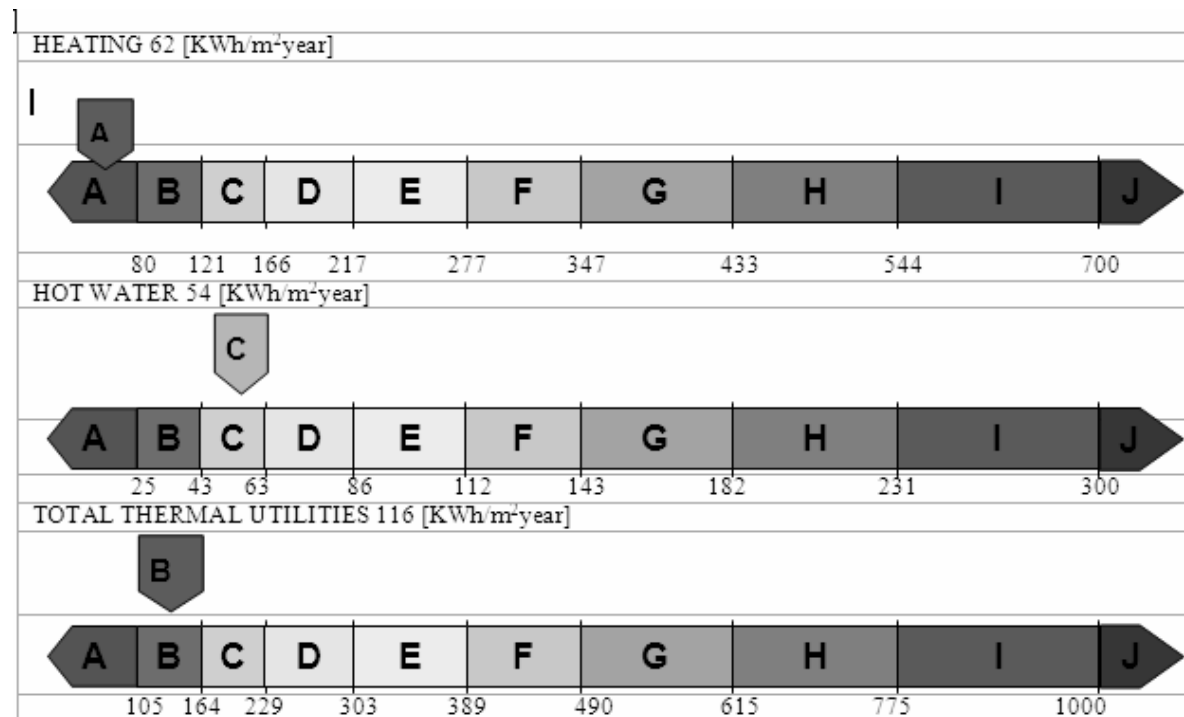 ]
HEATING 62 [KWh/m²year]
I
A
A B C D E F G H I J
80 121 166 217 277 347 433 544 700
HOT WATER 54 [KWh/m²year]
C
A B C D E F G H I J
25 43 63 86 112 143 182 231 300
TOTAL THERMAL UTILITIES 116 [KWh/m²year]
B
A B C D E F G H I J
105 164 229 303 389 490 615 775 1000